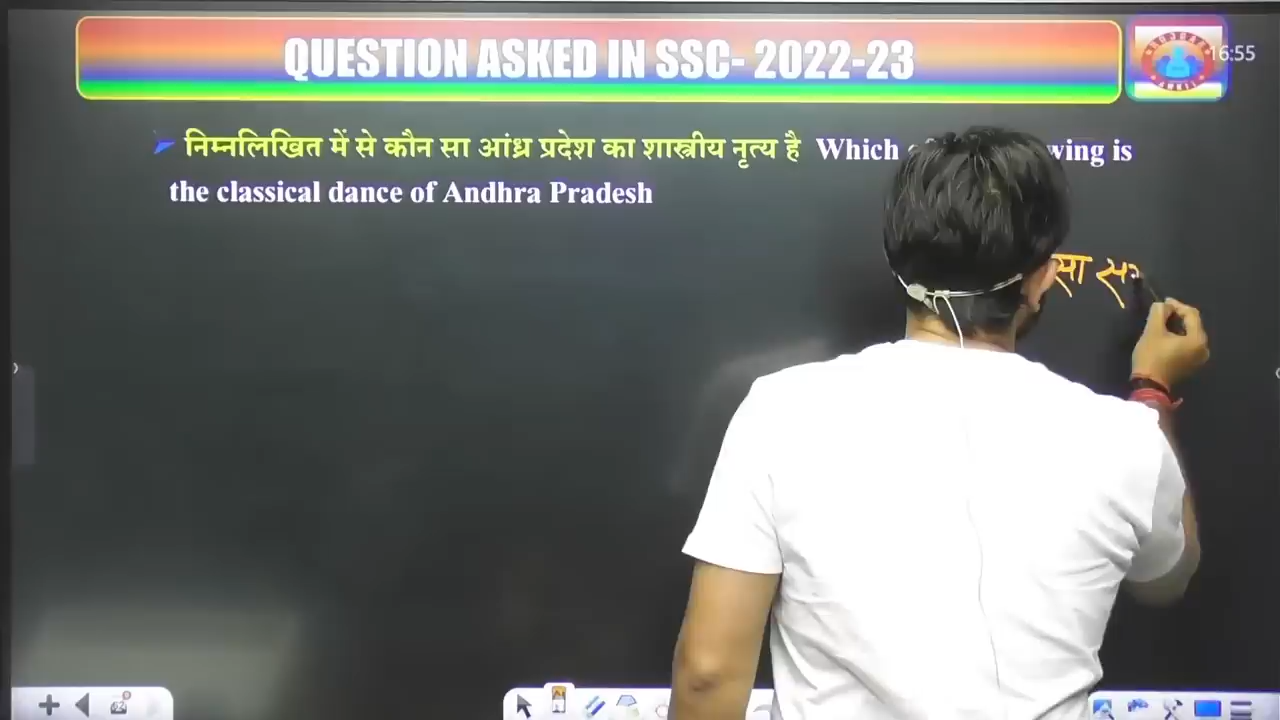 QUESTION ASKED IN SSC- 2022-23
16:55
निम्नलिखित में से कौन सा आंध्र प्रदेश का शास्त्रीय नृत्य है Which wing is
the classical dance of Andhra Pradesh
सा